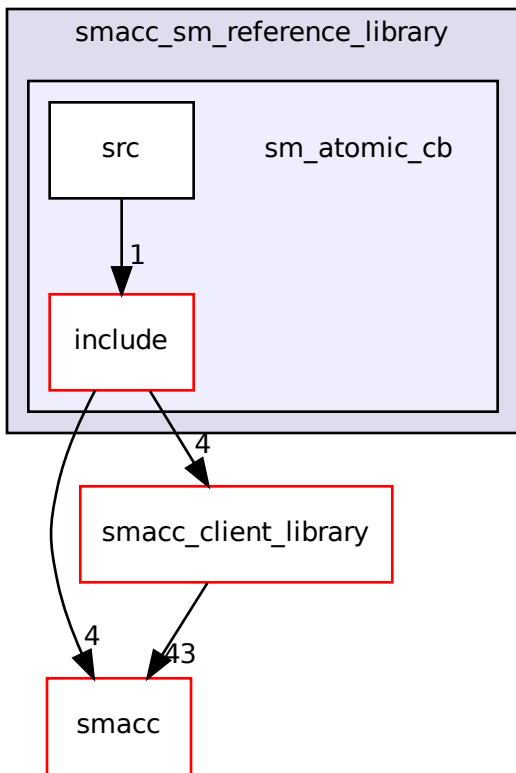 smacc_sm_reference_library
src
sm_atomic_cb
1
include
4
smacc_client_library
4
43
smacc